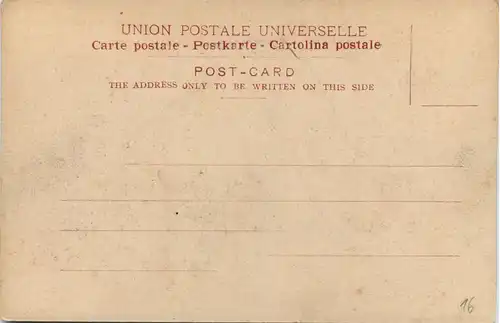 UNION POSTALE UNIVERSELLE
Carte postale - Postkarte - Cartolina postale
POST-CARD
THE ADDRESS ONLY TO BE WRITTEN ON THIS SIDE
16